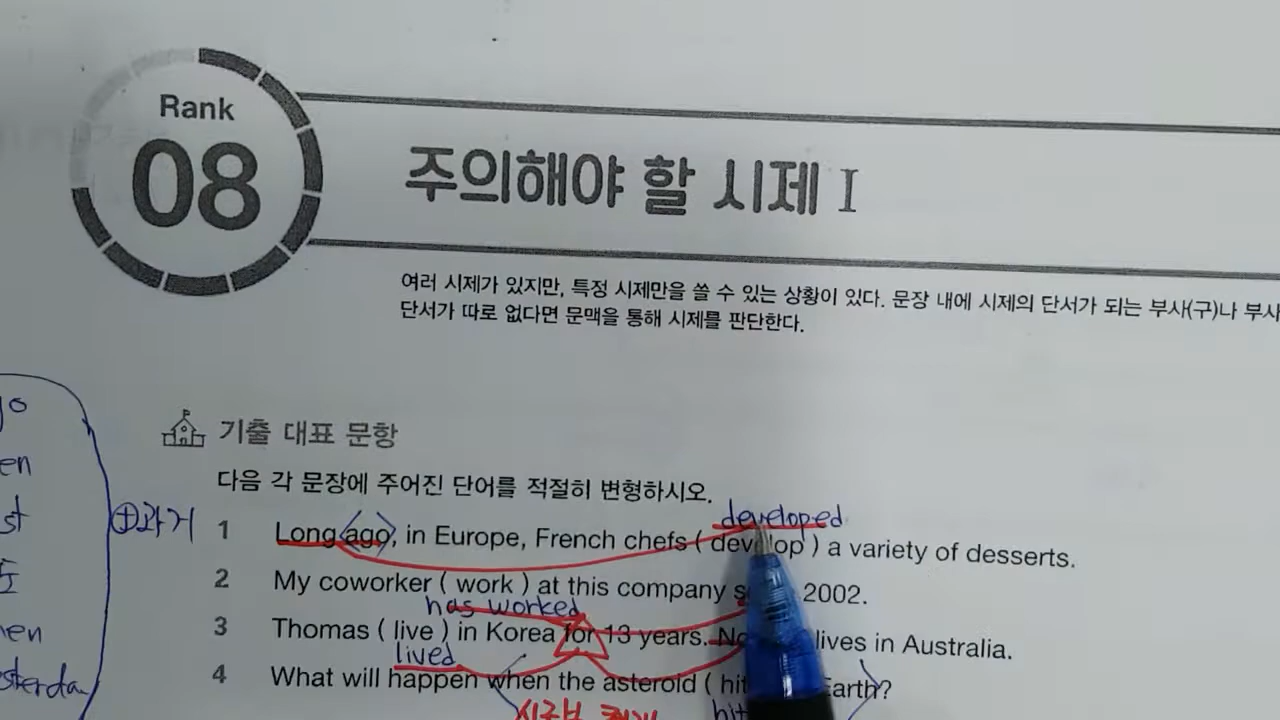 Rank
08
주의해야 할 시제 I
여러 시제가 있지만, 특정 시제만을 쓸 수 있는 상황이 있다. 문장 내에 시제의 단서가 되는 부사(구)나 부사
단서가 따로 없다면 문맥을 통해 시제를 판단한다.
기출 대표 문항
다음 각 문장에 주어진 단어를 적절히 변형하시오.
developed
과거
1 Long ago, in Europe, French chefs ( develop ) a variety of desserts.
2 My coworker ( work ) at this company 2002.
has worked
3 Thomas ( live ) in Korea for 13 years. lives in Australia.
lived
4 What will happen when the asteroid ( hit Earth?
hit